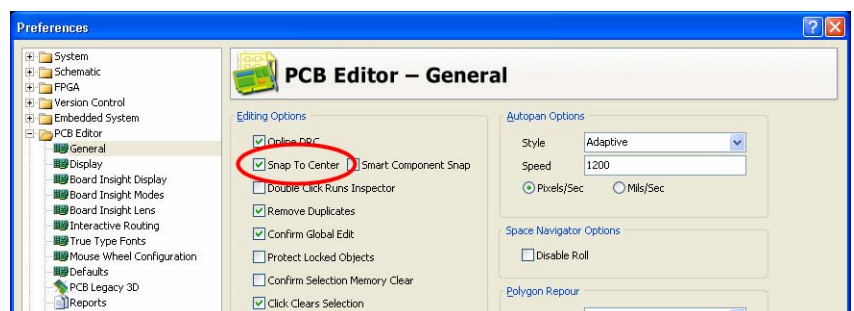 Preferences
System
Schematic
FPGA
Version Control
Embedded System
PCB Editor
General
Display
Board Insight Display
Board Insight Modes
Board Insight Lens
Interactive Routing
True Type Fonts
Mouse Wheel Configuration
Defaults
PCB Legacy 3D
Reports
PCB Editor – General
Editing Options
Online DRC
Snap To Center Smart Component Snap
Double Click Runs Inspector
Remove Duplicates
Confirm Global Edit
Protect Locked Objects
Confirm Selection Memory Clear
Click Clears Selection
Autopan Options
Style Adaptive
Speed 1200
Pixels/Sec Mils/Sec
Space Navigator Options
Disable Roll
Polygon Repour